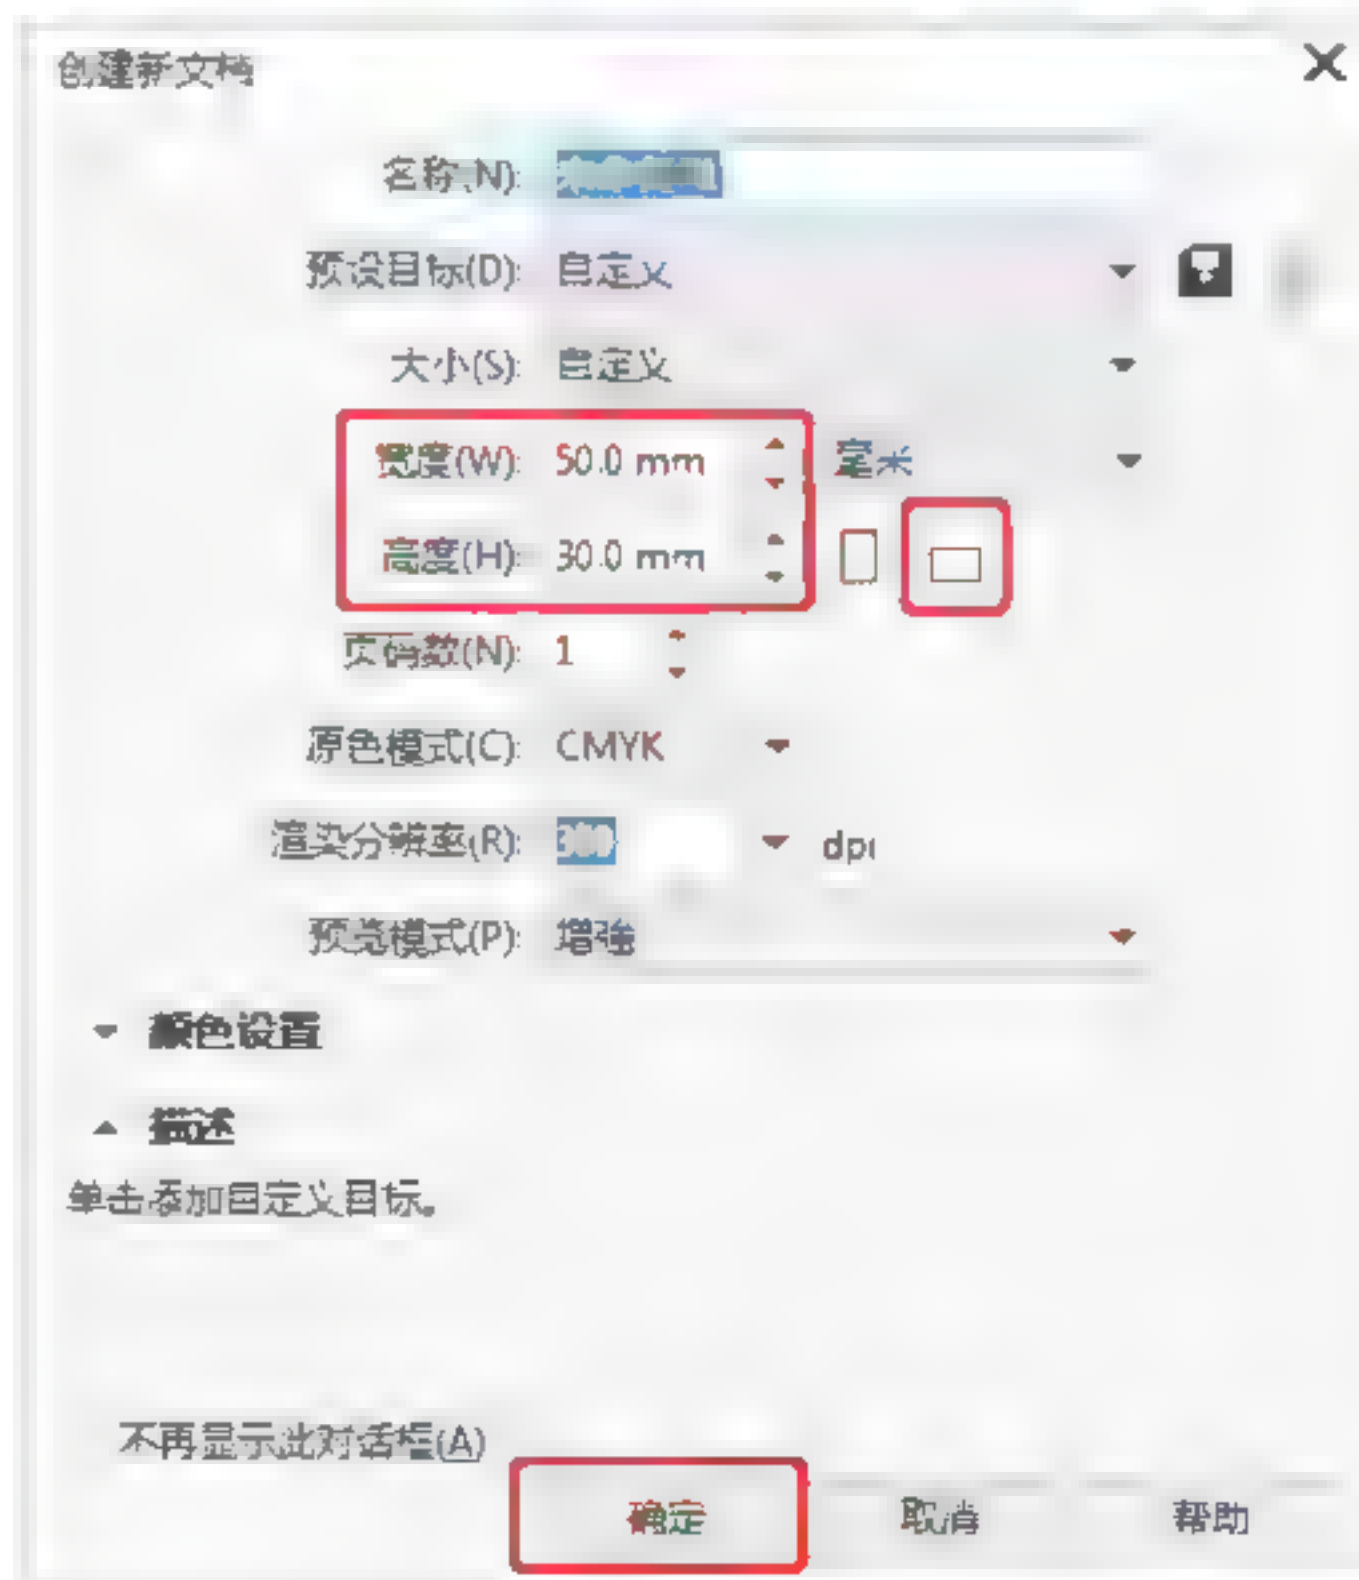 创建新文档
名称(N):
预设目标(D): 自定义
大小(S): 自定义
宽度(W): 50.0 mm 毫米
高度(H): 30.0 mm
页码数(N): 1
原色模式(C): CMYK
渲染分辨率(R): 300 dpi
预览模式(P): 增强
颜色设置
描述
单击添加自定义目标。
不再显示此对话框(A)
确定 取消 帮助